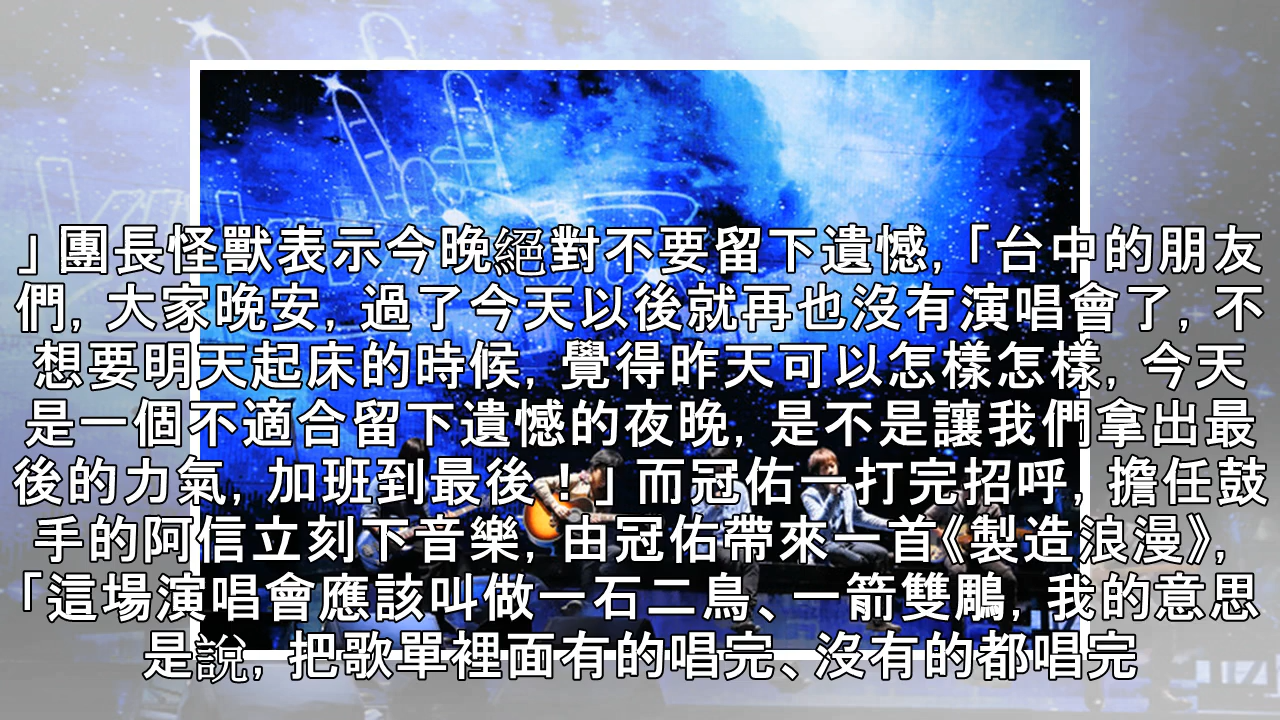 」團長怪獸表示今晚絕對不要留下遺憾,「台中的朋友
們, 大家晚安, 過了今天以後就再也沒有演唱會了, 不
想要明天起床的時候, 覺得昨天可以怎樣怎樣, 今天
是一個不適合留下遺憾的夜晚, 是不是讓我們拿出最
後的力氣, 加班到最後！」而冠佑一打完招呼, 擔任鼓
手的阿信立刻下音樂, 由冠佑帶來一首《製造浪漫》,
「這場演唱會應該叫做一石二鳥、一箭雙鵰, 我的意思
是說, 把歌單裡面有的唱完、沒有的都唱完